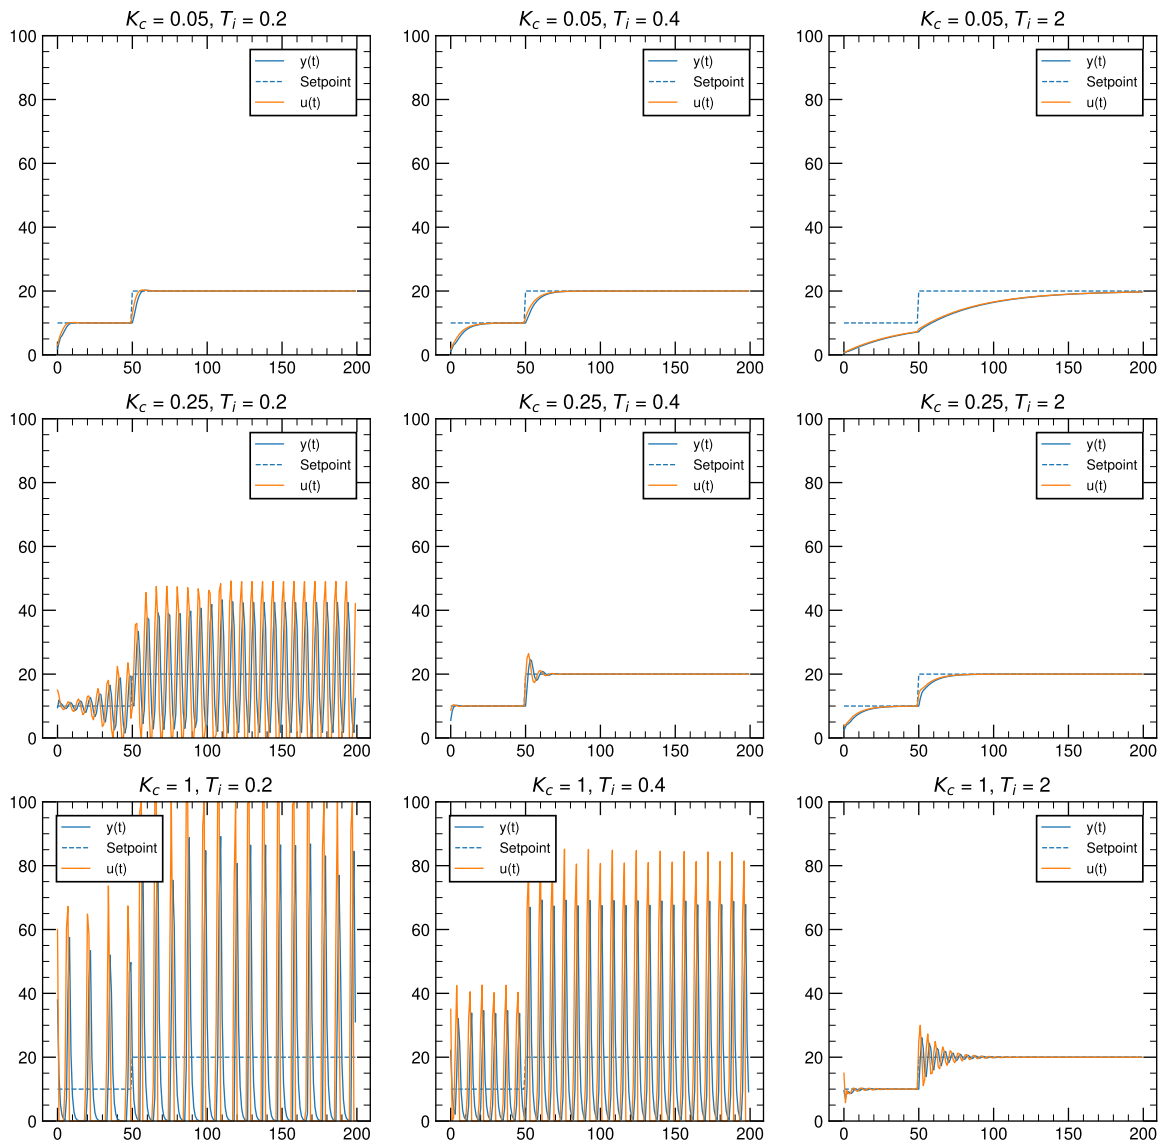 K_c = 0.05, T_i = 0.2
100
80
60
40
20
0
0 50 100 150 200
y(t)
Setpoint
u(t)
K_c = 0.05, T_i = 0.4
100
80
60
40
20
0
0 50 100 150 200
y(t)
Setpoint
u(t)
K_c = 0.05, T_i = 2
100
80
60
40
20
0
0 50 100 150 200
y(t)
Setpoint
u(t)
K_c = 0.25, T_i = 0.2
100
80
60
40
20
0
0 50 100 150 200
y(t)
Setpoint
u(t)
K_c = 0.25, T_i = 0.4
100
80
60
40
20
0
0 50 100 150 200
y(t)
Setpoint
u(t)
K_c = 0.25, T_i = 2
100
80
60
40
20
0
0 50 100 150 200
y(t)
Setpoint
u(t)
K_c = 1, T_i = 0.2
100
80
60
40
20
0
0 50 100 150 200
y(t)
Setpoint
u(t)
K_c = 1, T_i = 0.4
100
80
60
40
20
0
0 50 100 150 200
y(t)
Setpoint
u(t)
K_c = 1, T_i = 2
100
80
60
40
20
0
0 50 100 150 200
y(t)
Setpoint
u(t)